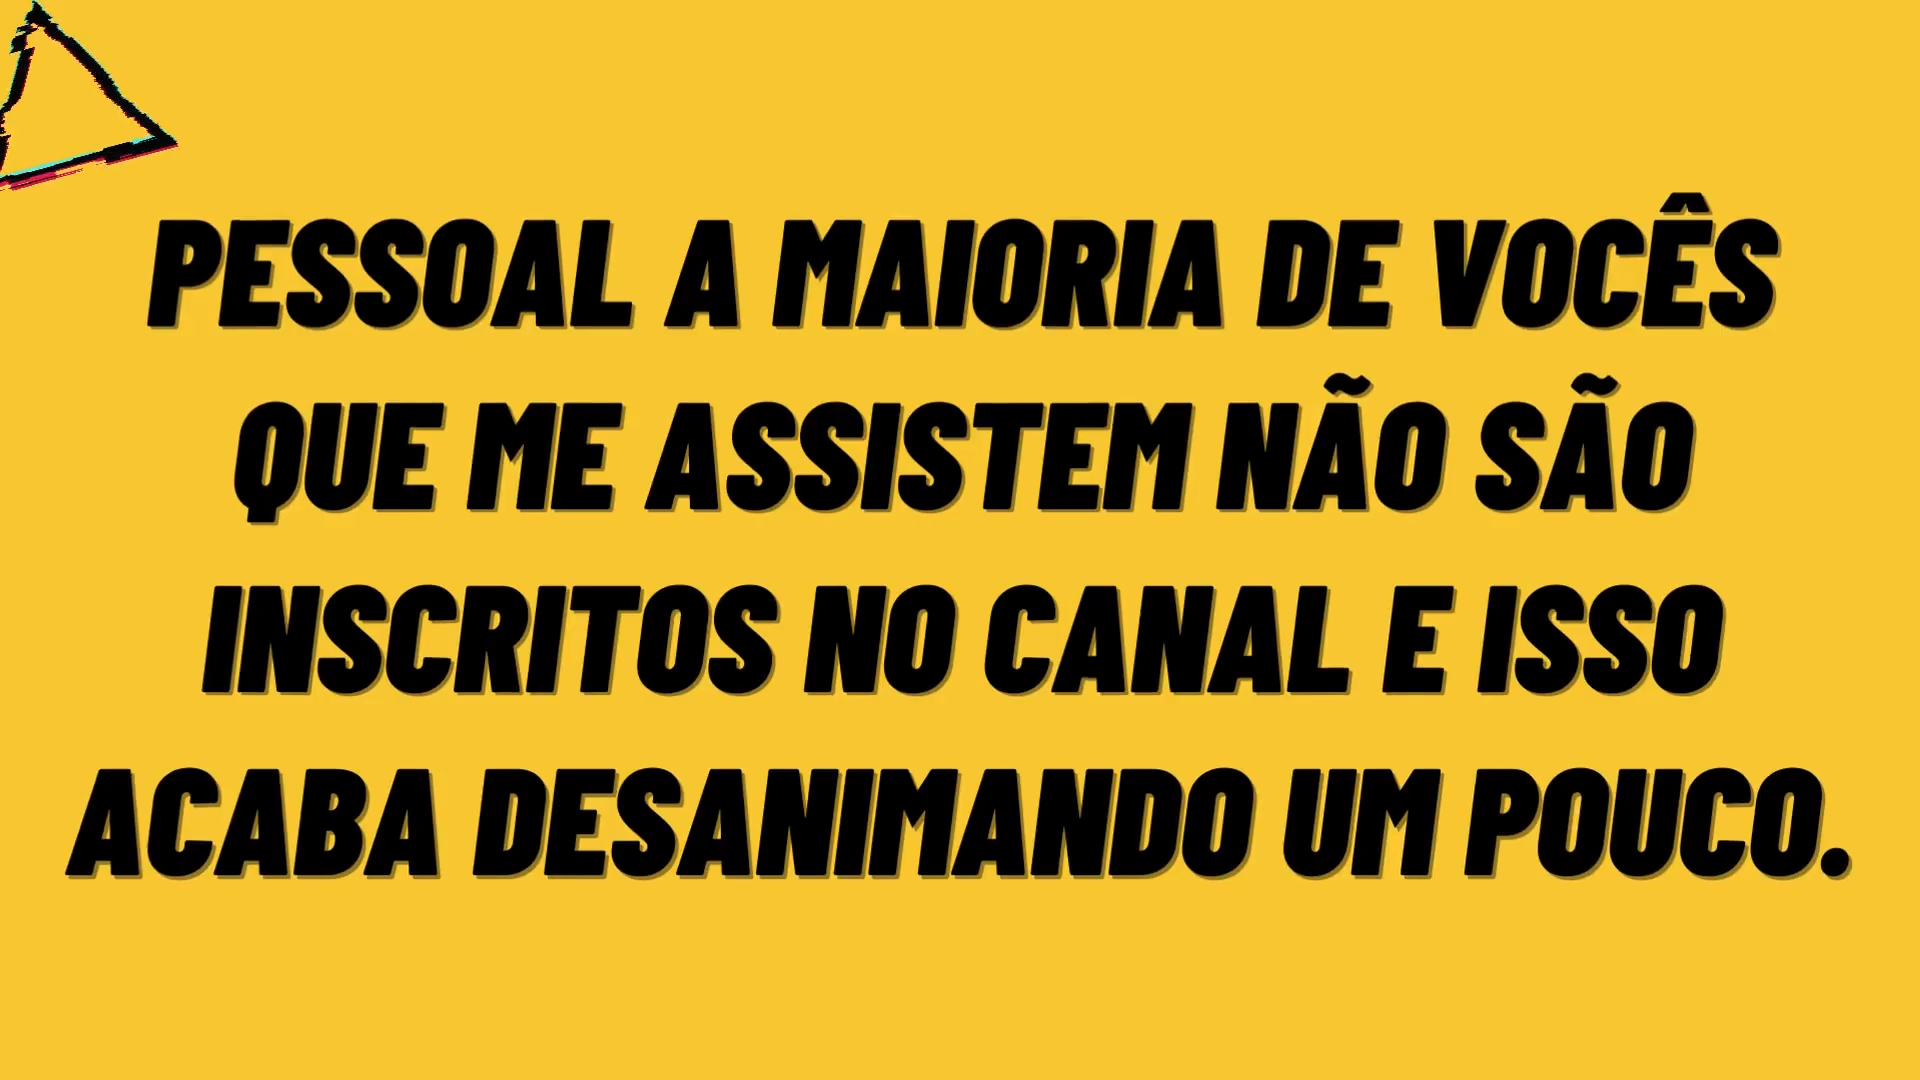 PESSOAL A MAIORIA DE VOCÊS
QUE ME ASSISTEM NÃO SÃO
INSCRITOS NO CANAL E ISSO
ACABA DESANIMANDO UM POUCO.